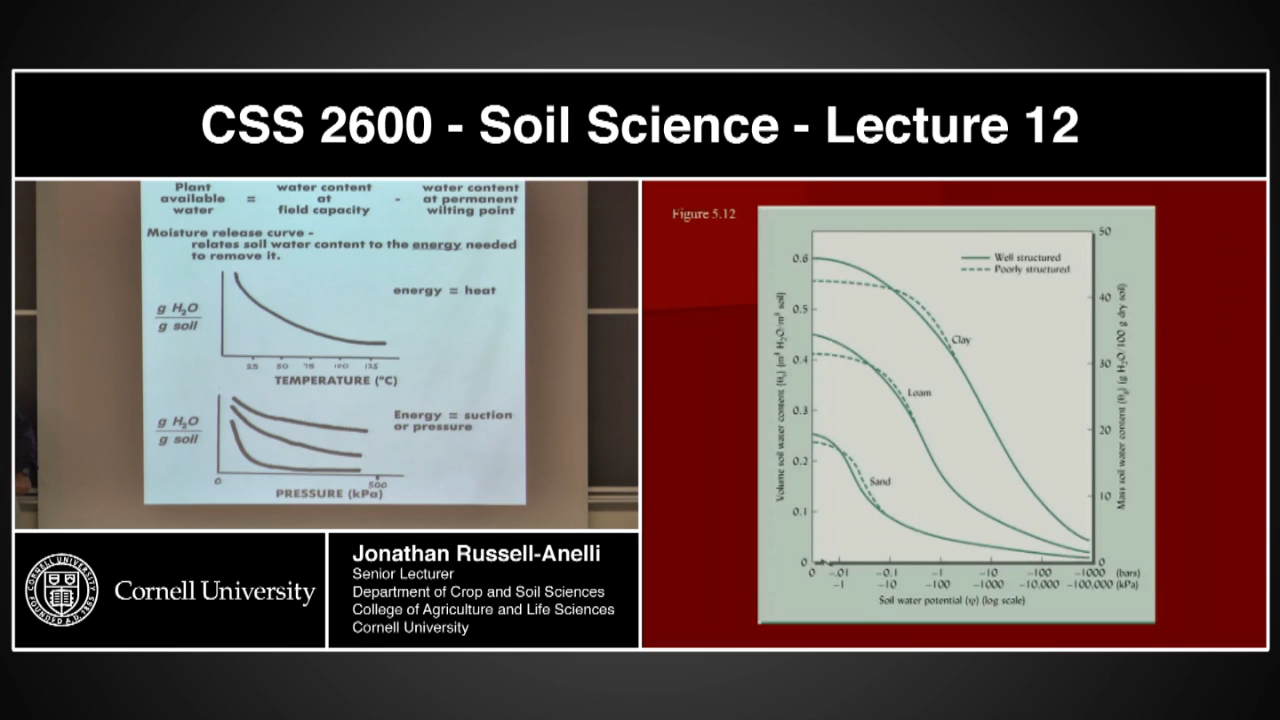 CSS 2600 - Soil Science - Lecture 12
Plant available water = water content at field capacity - water content at permanent wilting point
Moisture release curve -
relates soil water content to the energy needed
to remove it.
energy = heat
g H₂O
g soil
25 50 75 100 125
TEMPERATURE (°C)
Energy = suction
or pressure
g H₂O
g soil
0 500
PRESSURE (kPa)
Figure 5.12
Well structured
Poorly structured
Clay
Loam
Sand
Volume soil water content (θᵥ) (m³ H₂O/m³ soil)
0.6
0.5
0.4
0.3
0.2
0.1
0
Mass soil water content (θ) (g H₂O/100 g dry soil)
50
40
30
20
10
0
0 -.01 -0.1 -1 -10 -100 -1000 (bars)
-1 -10 -100 -1000 -10,000 -100,000 (kPa)
Soil water potential (ψ) (log scale)
CORNELL UNIVERSITY
FOUNDED A.D. 1865
Cornell University
Jonathan Russell-Anelli
Senior Lecturer
Department of Crop and Soil Sciences
College of Agriculture and Life Sciences
Cornell University